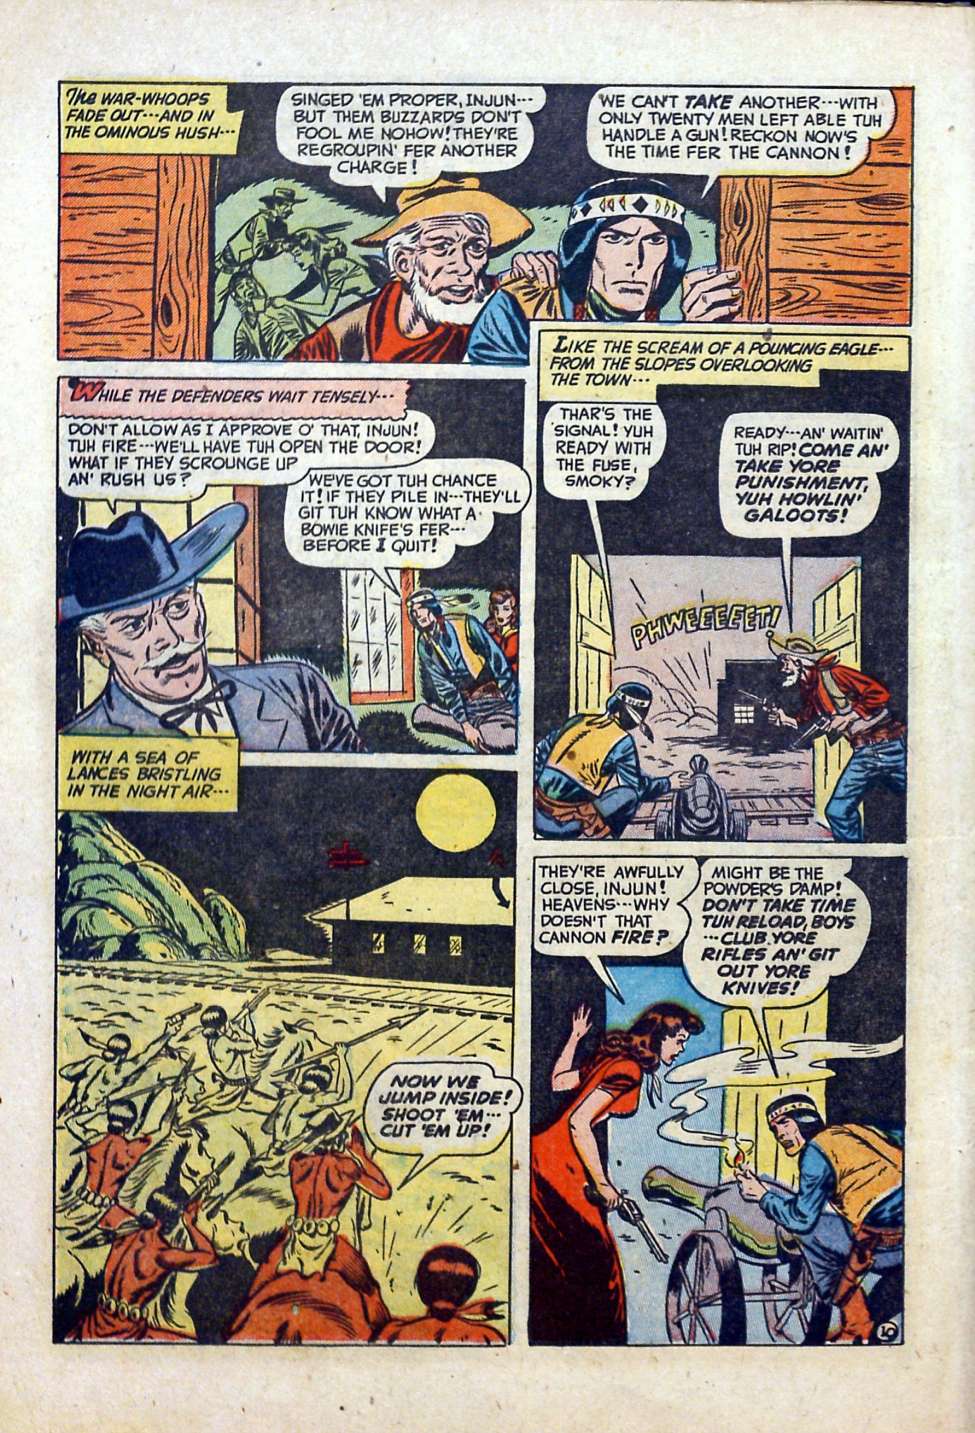 The WAR-WHOOPS
FADE OUT---AND IN
THE OMINOUS HUSH---
SINGED 'EM PROPER, INJUN---
BUT THEM BUZZARDS DON'T
FOOL ME NOHOW! THEY'RE
REGROUPIN' FER ANOTHER
CHARGE!
WE CAN'T TAKE ANOTHER---WITH
ONLY TWENTY MEN LEFT ABLE TUH
HANDLE A GUN! RECKON NOW'S
THE TIME FER THE CANNON!
WHILE THE DEFENDERS WAIT TENSELY---
DON'T ALLOW AS I APPROVE O' THAT, INJUN!
TUH FIRE---WE'LL HAVE TUH OPEN THE DOOR!
WHAT IF THEY SCROUNGE UP
AN' RUSH US?
WE'VE GOT TUH CHANCE
IT! IF THEY PILE IN---THEY'LL
GIT TUH KNOW WHAT A
BOWIE KNIFE'S FER---
BEFORE I QUIT!
LIKE THE SCREAM OF A POUNCING EAGLE---
FROM THE SLOPES OVERLOOKING
THE TOWN---
THAR'S THE
SIGNAL! YUH
READY WITH
THE FUSE,
SMOKY?
READY---AN' WAITIN'
TUH RIP! COME AN'
TAKE YORE
PUNISHMENT,
YUH HOWLIN'
GALOOTS!
PHWEEEEEET!
WITH A SEA OF
LANCES BRISTLING
IN THE NIGHT AIR---
NOW WE
JUMP INSIDE!
SHOOT 'EM---
CUT 'EM UP!
THEY'RE AWFULLY
CLOSE, INJUN!
HEAVENS---WHY
DOESN'T THAT
CANNON FIRE?
MIGHT BE THE
POWDER'S DAMP!
DON'T TAKE TIME
TUH RELOAD, BOYS
---CLUB YORE
RIFLES AN' GIT
OUT YORE
KNIVES!
10